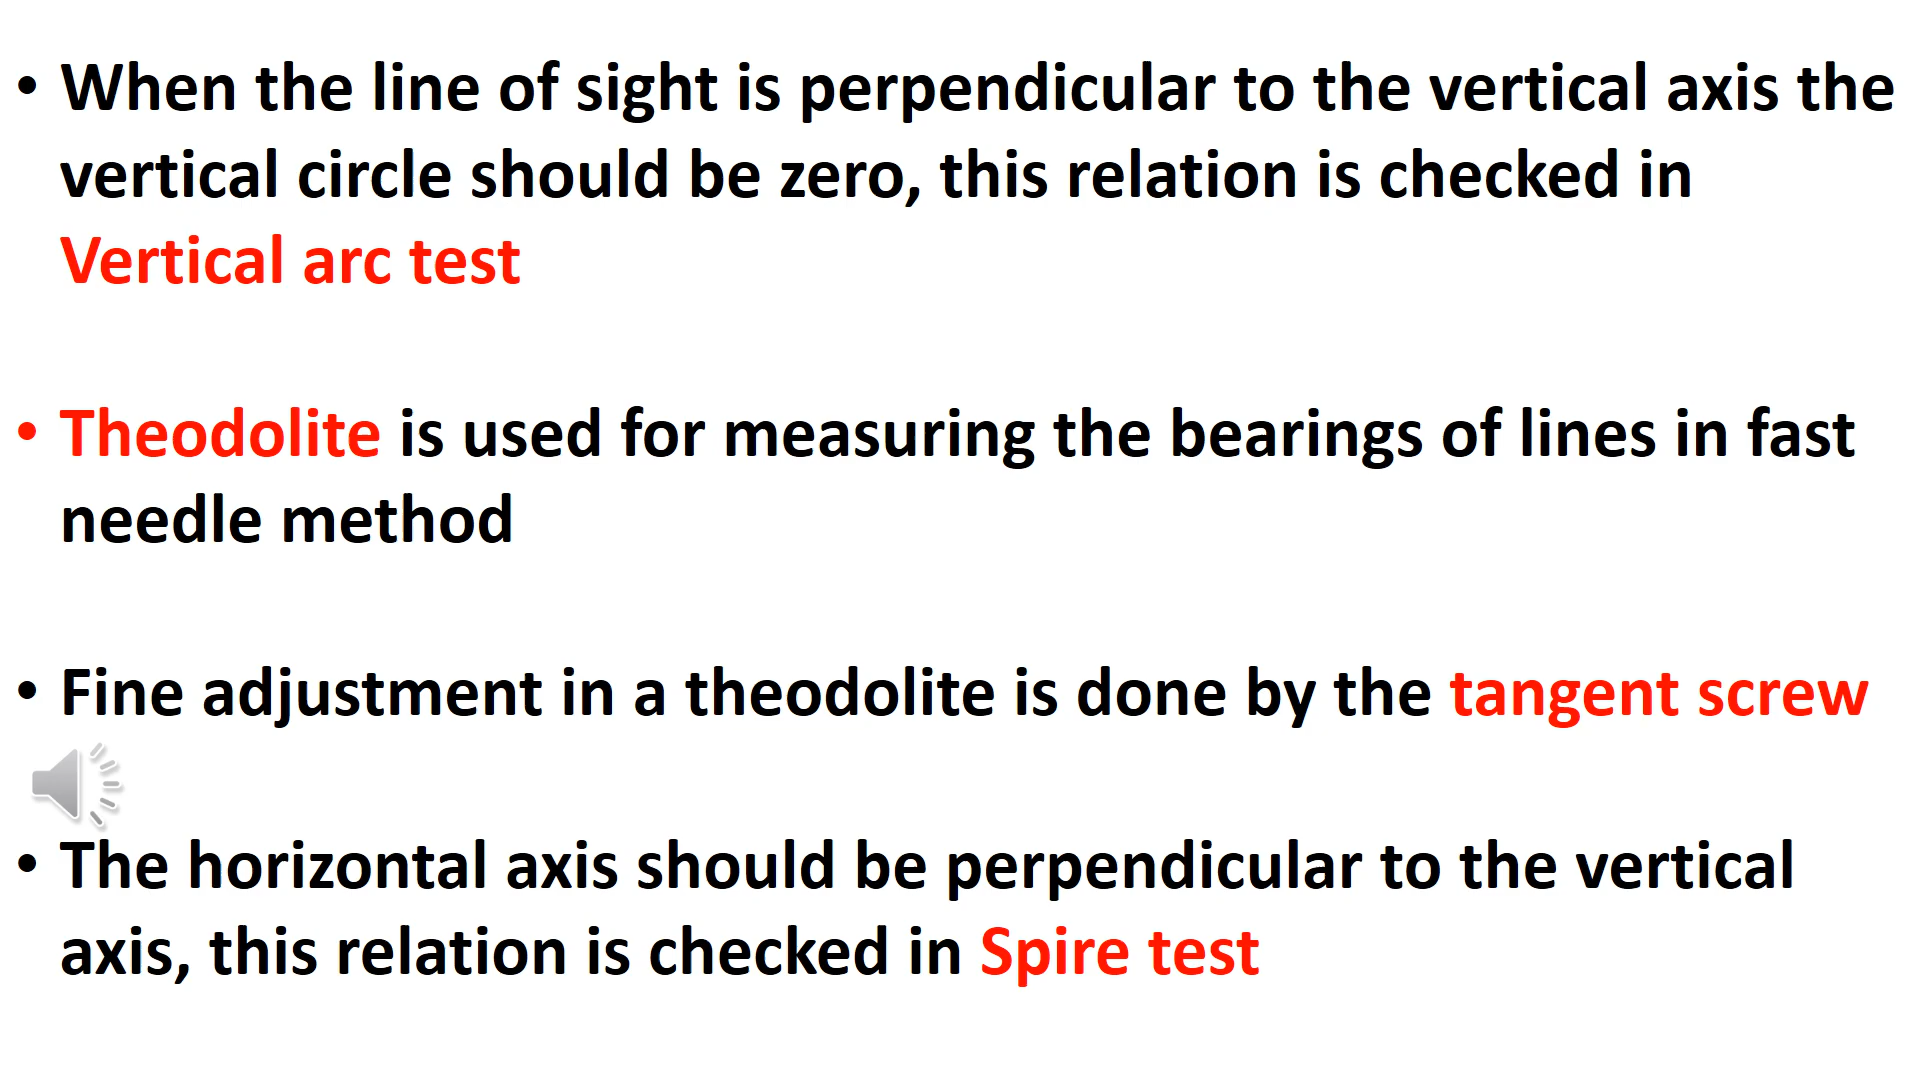 • When the line of sight is perpendicular to the vertical axis the
vertical circle should be zero, this relation is checked in
Vertical arc test
• Theodolite is used for measuring the bearings of lines in fast
needle method
• Fine adjustment in a theodolite is done by the tangent screw
• The horizontal axis should be perpendicular to the vertical
axis, this relation is checked in Spire test